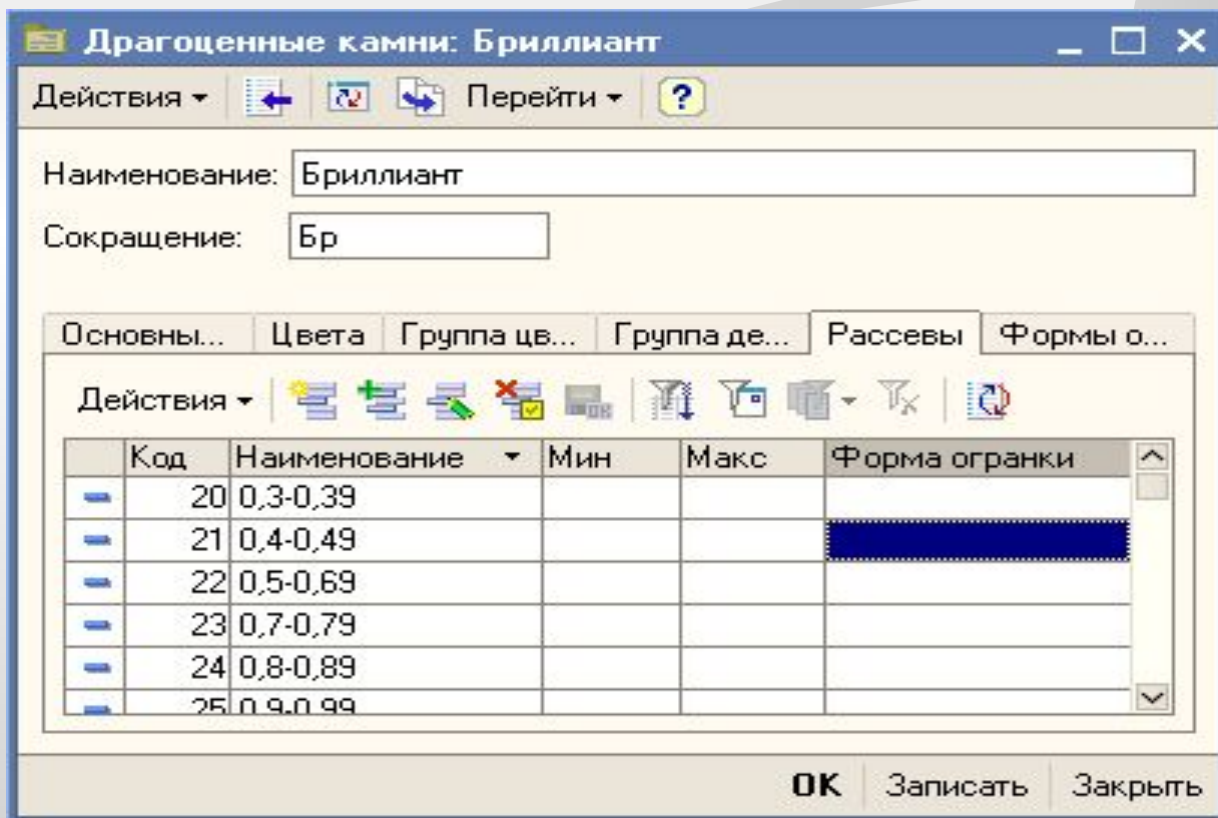 Драгоценные камни: Бриллиант
Действия Перейти ?
Наименование: Бриллиант
Сокращение: Бр
Основны... Цвета Группа цв... Группа де... Рассевы Формы о...
Действия
Код Наименование Мин Макс Форма огранки
20 0,3-0,39
21 0,4-0,49
22 0,5-0,69
23 0,7-0,79
24 0,8-0,89
25 0,9-0,99
OK Записать Закрыть